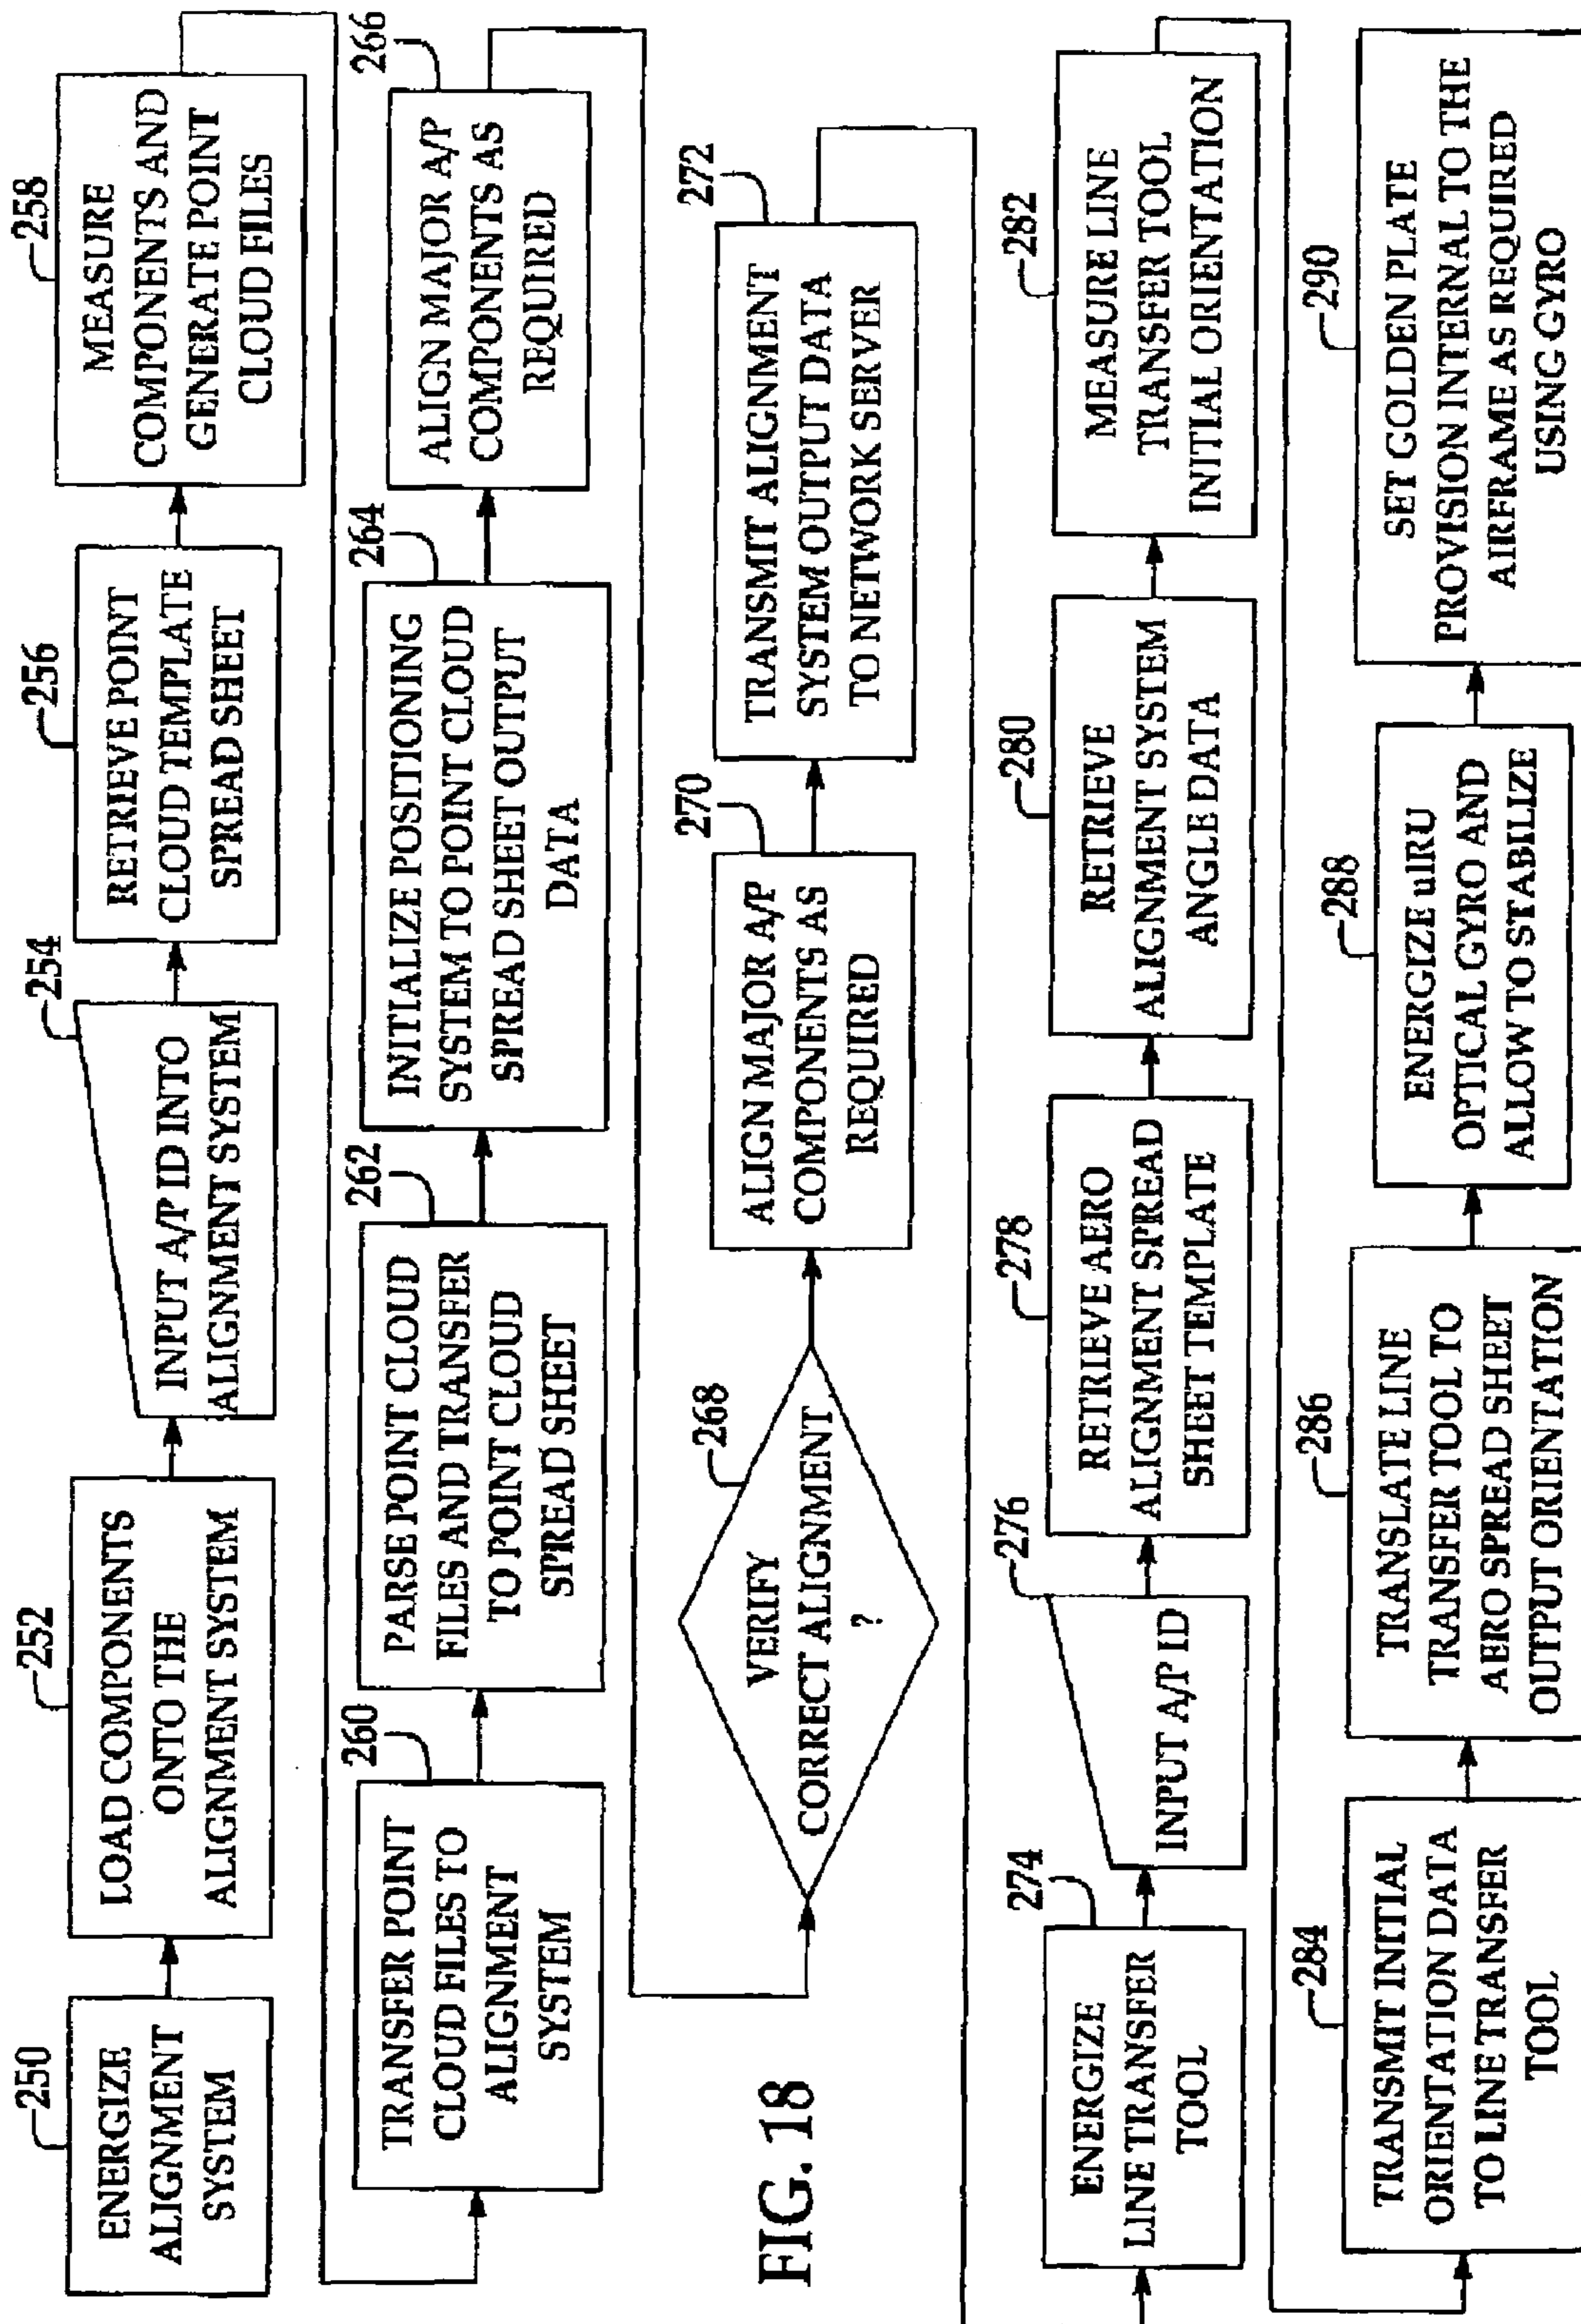 250
ENERGIZE
ALIGNMENT
SYSTEM
252
LOAD COMPONENTS
ONTO THE
ALIGNMENT SYSTEM
254
INPUT A/P ID INTO
ALIGNMENT SYSTEM
256
RETRIEVE POINT
CLOUD TEMPLATE
SPREAD SHEET
258
MEASURE
COMPONENTS AND
GENERATE POINT
CLOUD FILES
260
TRANSFER POINT
CLOUD FILES TO
ALIGNMENT
SYSTEM
262
PARSE POINT CLOUD
FILES AND TRANSFER
TO POINT CLOUD
SPREAD SHEET
264
INITIALIZE POSITIONING
SYSTEM TO POINT CLOUD
SPREAD SHEET OUTPUT
DATA
266
ALIGN MAJOR A/P
COMPONENTS AS
REQUIRED
268
VERIFY
CORRECT ALIGNMENT
?
270
ALIGN MAJOR A/P
COMPONENTS AS
REQUIRED
272
TRANSMIT ALIGNMENT
SYSTEM OUTPUT DATA
TO NETWORK SERVER
FIG. 18
274
ENERGIZE
LINE TRANSFER
TOOL
276
INPUT A/P ID
278
RETRIEVE AERO
ALIGNMENT SPREAD
SHEET TEMPLATE
280
RETRIEVE
ALIGNMENT SYSTEM
ANGLE DATA
282
MEASURE LINE
TRANSFER TOOL
INITIAL ORIENTATION
284
TRANSMIT INITIAL
ORIENTATION DATA
TO LINE TRANSFER
TOOL
286
TRANSLATE LINE
TRANSFER TOOL TO
AERO SPREAD SHEET
OUTPUT ORIENTATION
288
ENERGIZE uIRU
OPTICAL GYRO AND
ALLOW TO STABILIZE
290
SET GOLDEN PLATE
PROVISION INTERNAL TO THE
AIRFRAME AS REQUIRED
USING GYRO